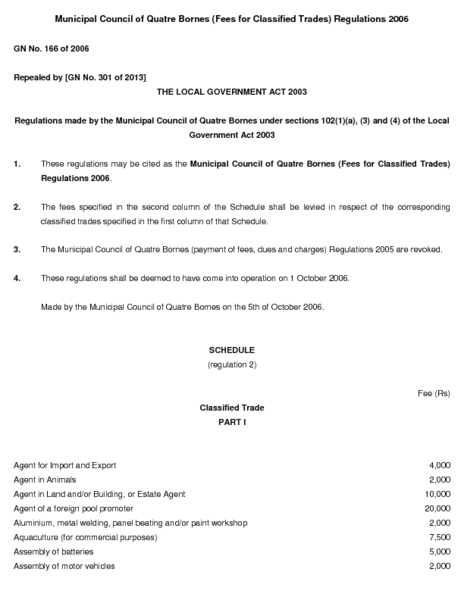 Municipal Council of Quatre Bornes (Fees for Classified Trades) Regulations 2006
GN No. 166 of 2006
Repealed by [GN No. 301 of 2013]
THE LOCAL GOVERNMENT ACT 2003
Regulations made by the Municipal Council of Quatre Bornes under sections 102(1)(a), (3) and (4) of the Local
Government Act 2003
1. These regulations may be cited as the Municipal Council of Quatre Bornes (Fees for Classified Trades)
Regulations 2006.
2. The fees specified in the second column of the Schedule shall be levied in respect of the corresponding
classified trades specified in the first column of that Schedule.
3. The Municipal Council of Quatre Bornes (payment of fees, dues and charges) Regulations 2005 are revoked.
4. These regulations shall be deemed to have come into operation on 1 October 2006.
Made by the Municipal Council of Quatre Bornes on the 5th of October 2006.
SCHEDULE
(regulation 2)
Fee (Rs)
Classified Trade
PART I
Agent for Import and Export 4,000
Agent in Animals 2,000
Agent in Land and/or Building, or Estate Agent 10,000
Agent of a foreign pool promoter 20,000
Aluminium, metal welding, panel beating and/or paint workshop 2,000
Aquaculture (for commercial purposes) 7,500
Assembly of batteries 5,000
Assembly of motor vehicles 2,000